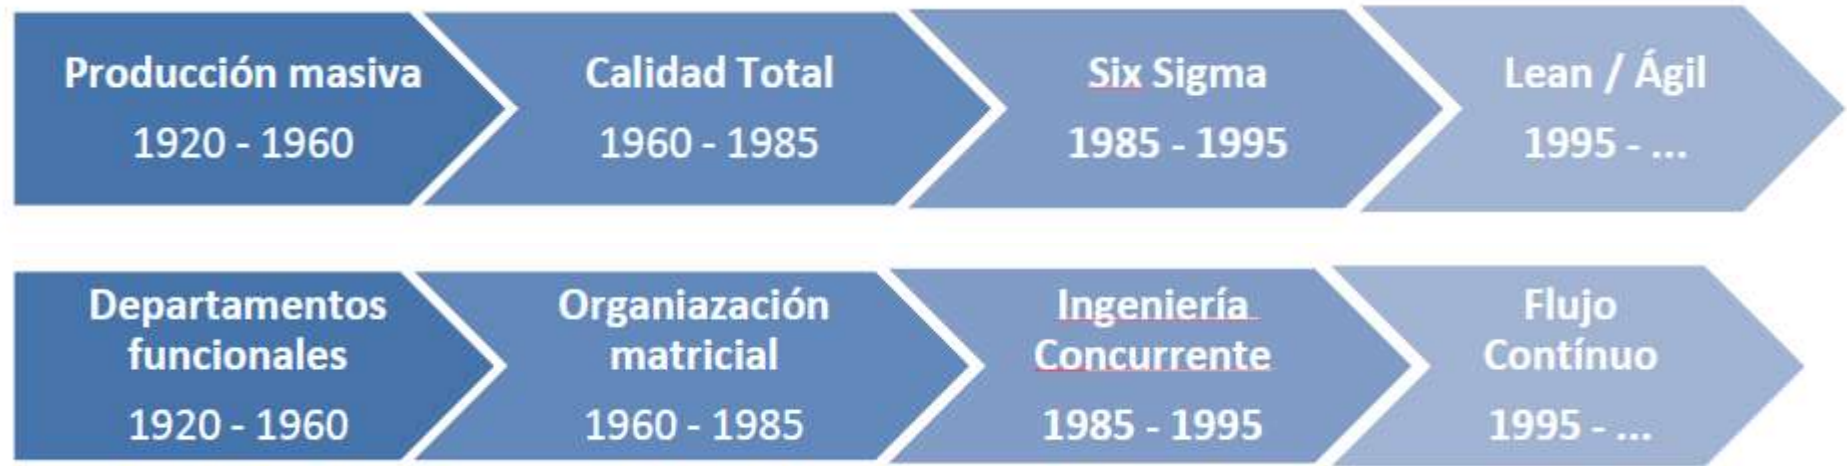 Producción masiva
1920 - 1960
Calidad Total
1960 - 1985
Six Sigma
1985 - 1995
Lean / Ágil
1995 - ...
Departamentos
funcionales
1920 - 1960
Organiazación
matricial
1960 - 1985
Ingeniería
Concurrente
1985 - 1995
Flujo
Contínuo
1995 - ...